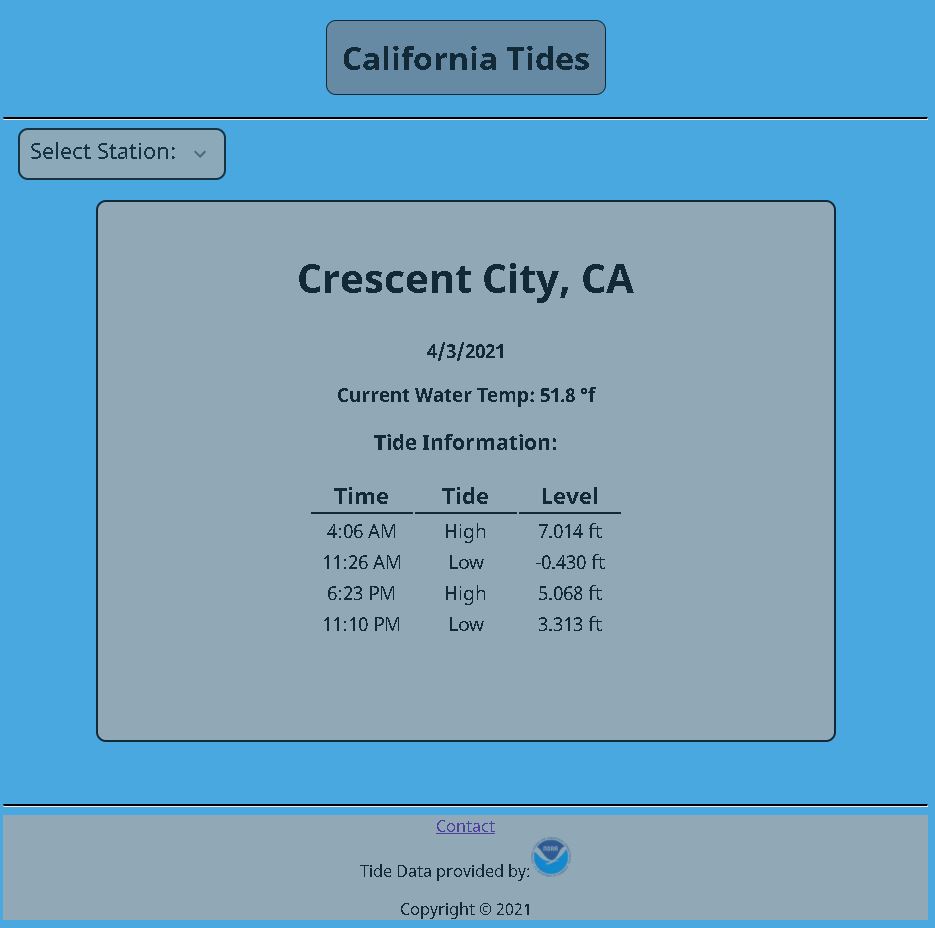 California Tides
Select Station:
Crescent City, CA
4/3/2021
Current Water Temp: 51.8 °f
Tide Information:
Time Tide Level
4:06 AM High 7.014 ft
11:26 AM Low -0.430 ft
6:23 PM High 5.068 ft
11:10 PM Low 3.313 ft
Contact
Tide Data provided by: NOAA
Copyright © 2021